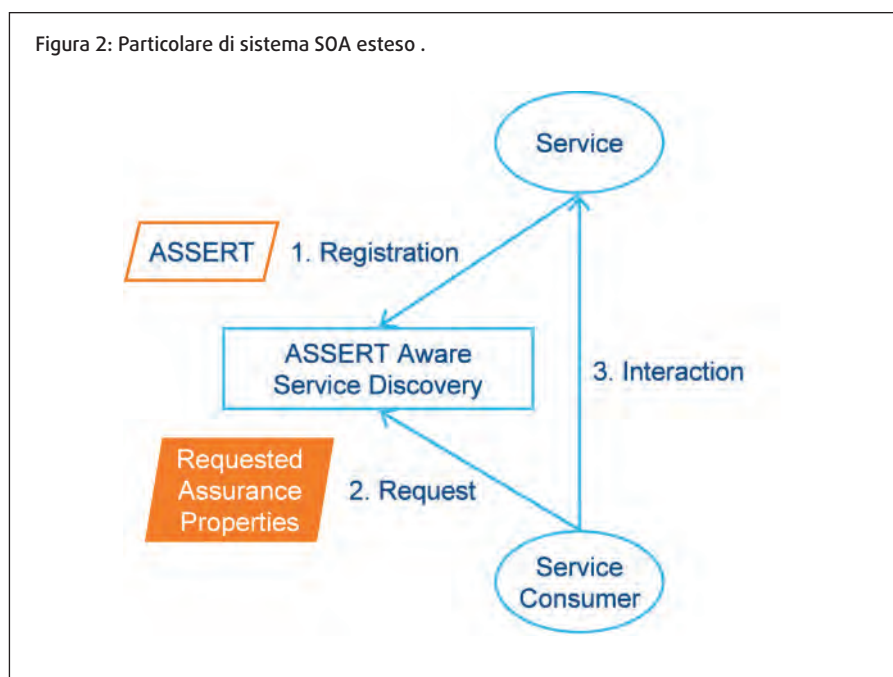 Figura 2: Particolare di sistema SOA esteso .
Service
ASSERT
1. Registration
ASSERT Aware
Service Discovery
3. Interaction
Requested
Assurance
Properties
2. Request
Service
Consumer